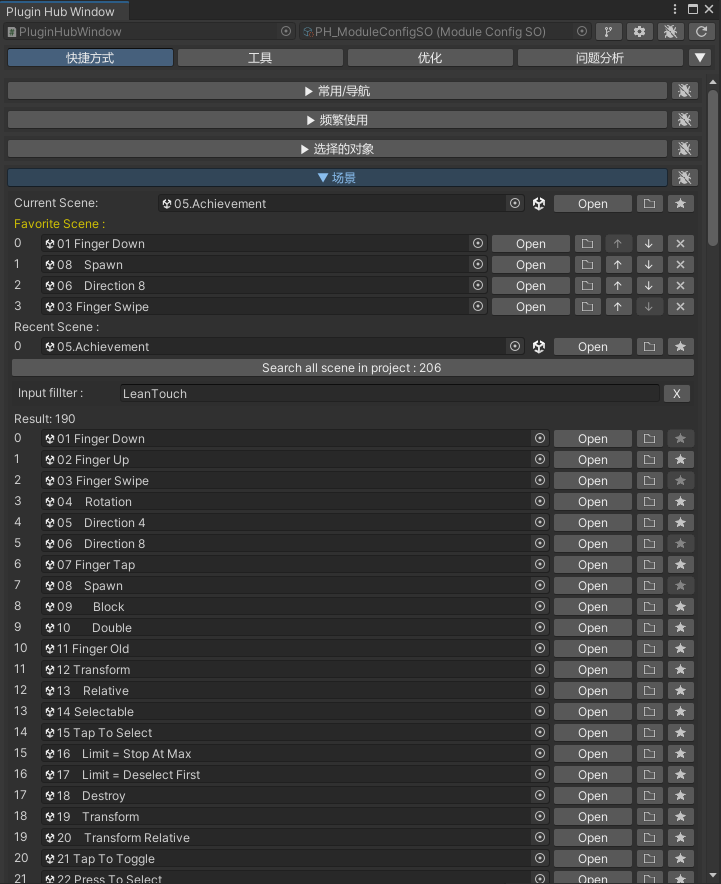 Plugin Hub Window
PluginHubWindow PH_ModuleConfigSO (Module Config SO)
快捷方式 工具 优化 问题分析
常用/导航
频繁使用
选择的对象
场景
Current Scene: 05.Achievement Open
Favorite Scene :
0 01 Finger Down Open
1 08 Spawn Open
2 06 Direction 8 Open
3 03 Finger Swipe Open
Recent Scene :
0 05.Achievement Open
Search all scene in project : 206
Input fillter : LeanTouch X
Result: 190
0 01 Finger Down Open
1 02 Finger Up Open
2 03 Finger Swipe Open
3 04 Rotation Open
4 05 Direction 4 Open
5 06 Direction 8 Open
6 07 Finger Tap Open
7 08 Spawn Open
8 09 Block Open
9 10 Double Open
10 11 Finger Old Open
11 12 Transform Open
12 13 Relative Open
13 14 Selectable Open
14 15 Tap To Select Open
15 16 Limit = Stop At Max Open
16 17 Limit = Deselect First Open
17 18 Destroy Open
18 19 Transform Open
19 20 Transform Relative Open
20 21 Tap To Toggle Open
21 22 Press To Select Open